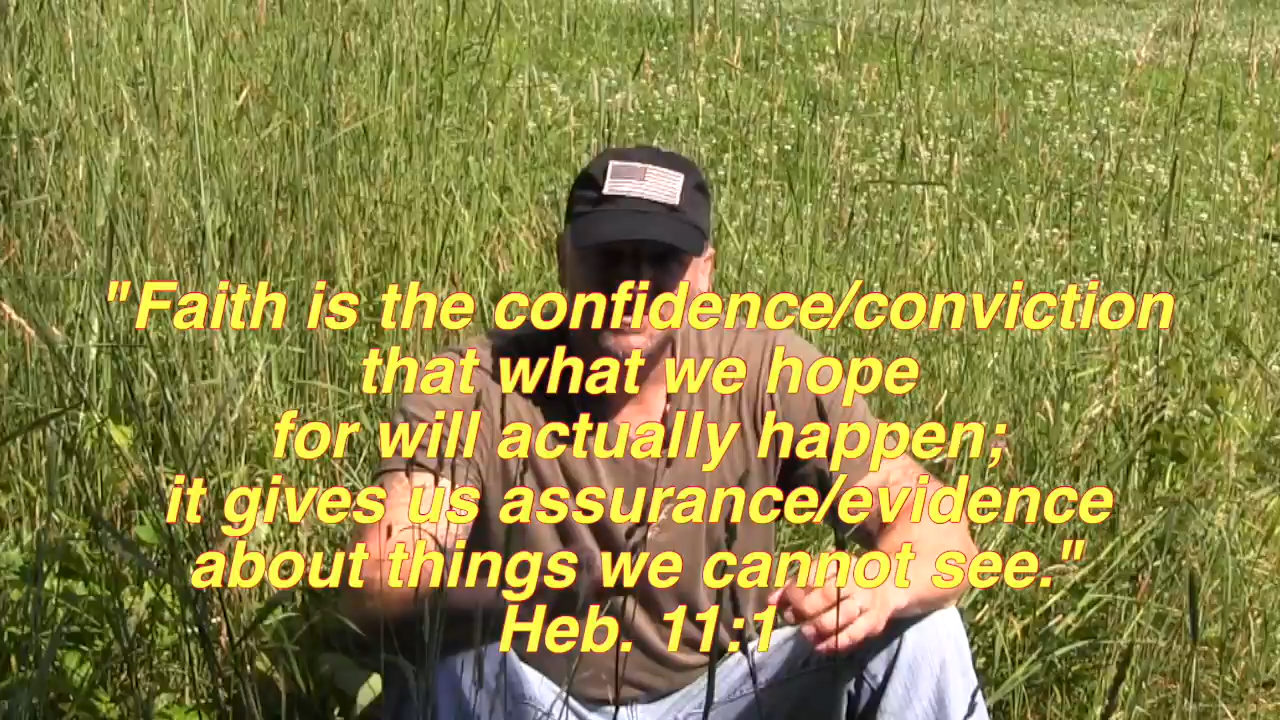 "Faith is the confidence/conviction
that what we hope
for will actually happen;
it gives us assurance/evidence
about things we cannot see."
Heb. 11:1